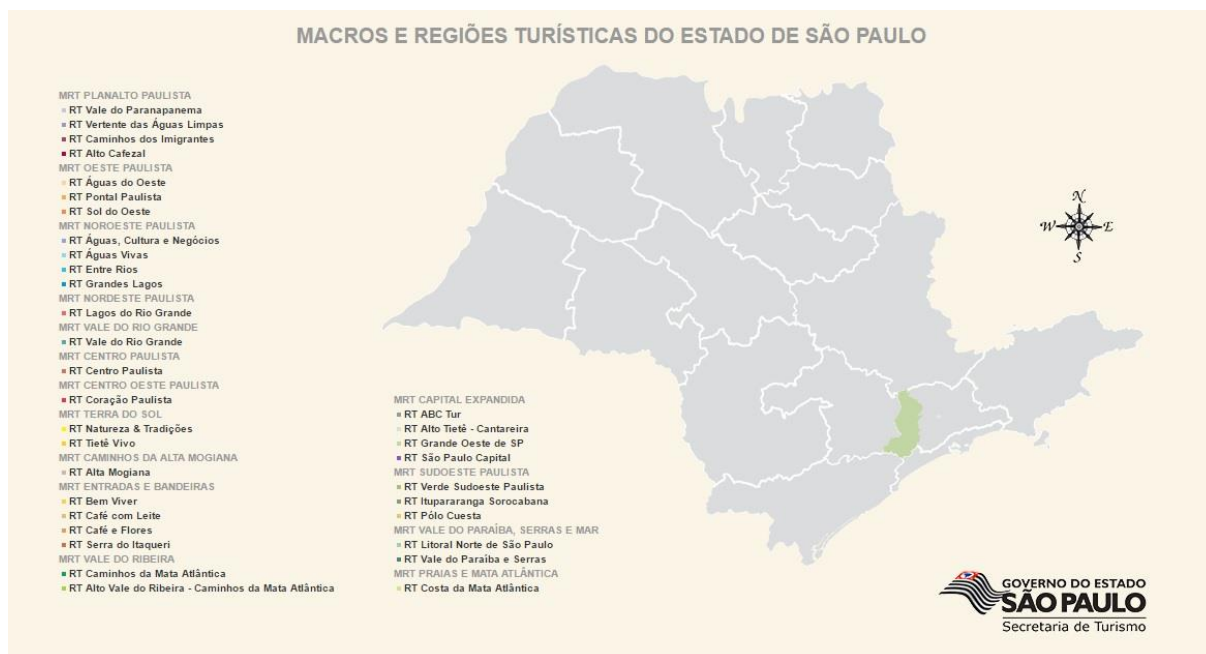 MACROS E REGIÕES TURÍSTICAS DO ESTADO DE SÃO PAULO
MRT PLANALTO PAULISTA
RT Vale do Paranapanema
RT Vertente das Águas Limpas
RT Caminhos dos Imigrantes
RT Alto Cafezal
MRT OESTE PAULISTA
RT Águas do Oeste
RT Pontal Paulista
RT Sol do Oeste
MRT NOROESTE PAULISTA
RT Águas, Cultura e Negócios
RT Águas Vivas
RT Entre Rios
RT Grandes Lagos
MRT NORDESTE PAULISTA
RT Lagos do Rio Grande
MRT VALE DO RIO GRANDE
RT Vale do Rio Grande
MRT CENTRO PAULISTA
RT Centro Paulista
MRT CENTRO OESTE PAULISTA
RT Coração Paulista
MRT TERRA DO SOL
RT Natureza & Tradições
RT Tietê Vivo
MRT CAMINHOS DA ALTA MOGIANA
RT Alta Mogiana
MRT ENTRADAS E BANDEIRAS
RT Bem Viver
RT Café com Leite
RT Café e Flores
RT Serra do Itaqueri
MRT VALE DO RIBEIRA
RT Caminhos da Mata Atlântica
RT Alto Vale do Ribeira - Caminhos da Mata Atlântica
MRT CAPITAL EXPANDIDA
RT ABC Tur
RT Alto Tietê - Cantareira
RT Grande Oeste de SP
RT São Paulo Capital
MRT SUDOESTE PAULISTA
RT Verde Sudoeste Paulista
RT Itupararanga Sorocabana
RT Pólo Cuesta
MRT VALE DO PARAÍBA, SERRAS E MAR
RT Litoral Norte de São Paulo
RT Vale do Paraíba e Serras
MRT PRAIAS E MATA ATLÂNTICA
RT Costa da Mata Atlântica
N
W E
S
GOVERNO DO ESTADO
SÃO PAULO
Secretaria de Turismo